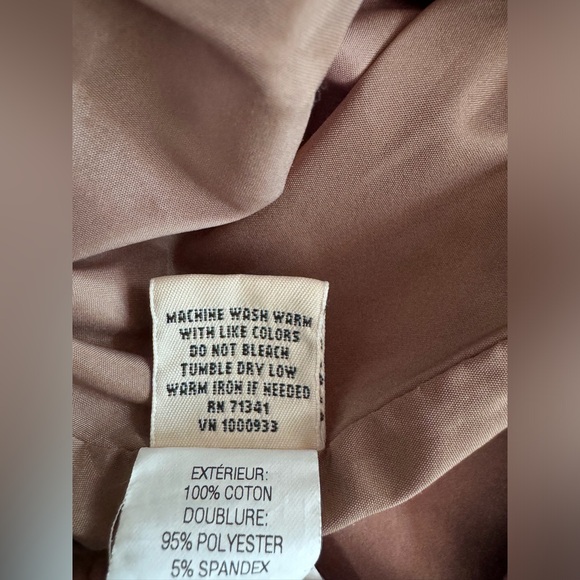 MACHINE WASH WARM
WITH LIKE COLORS
DO NOT BLEACH
TUMBLE DRY LOW
WARM IRON IF NEEDED
RN 71341
VN 1000933
EXTÉRIEUR:
100% COTON
DOUBLURE:
95% POLYESTER
5% SPANDEX